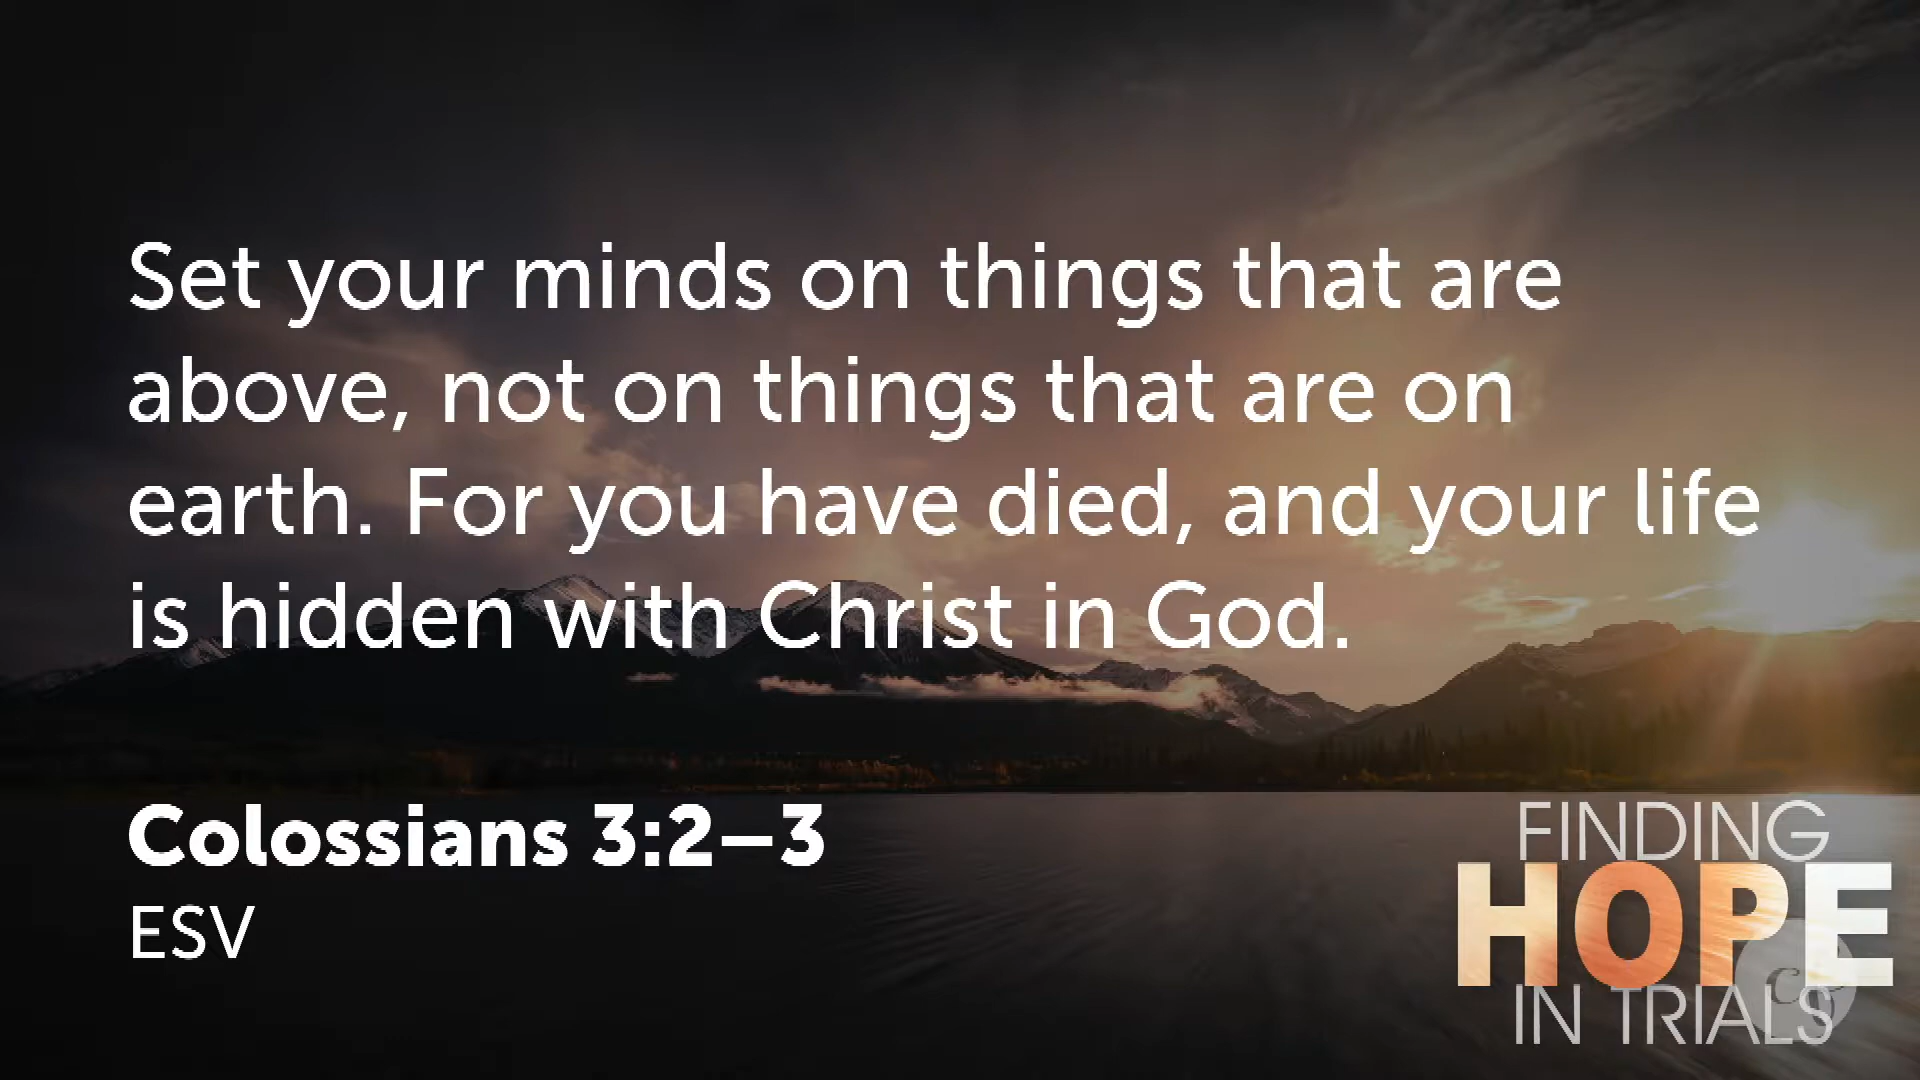 Set your minds on things that are
above, not on things that are on
earth. For you have died, and your life
is hidden with Christ in God.
Colossians 3:2–3
ESV
FINDING
HOPE
IN TRIALS